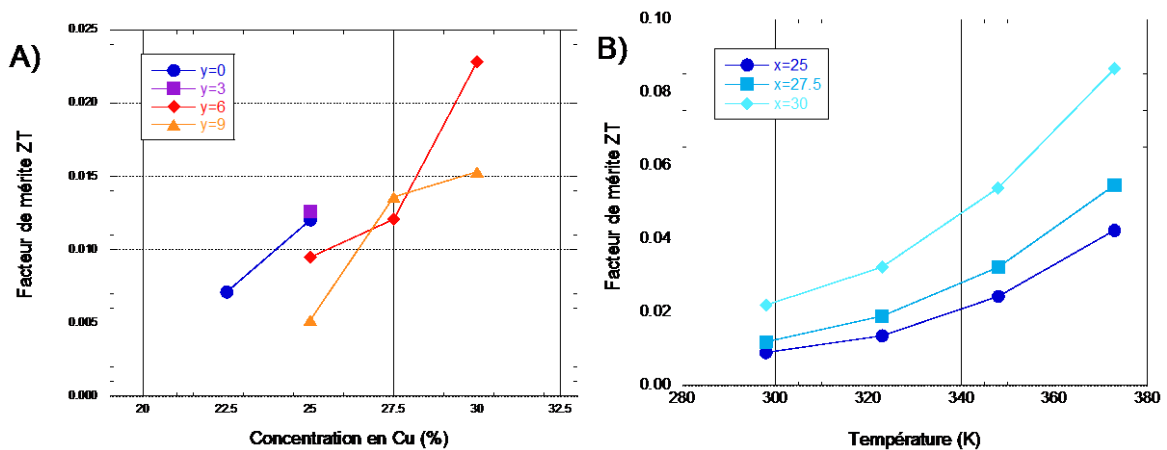 A)
y=0
y=3
y=6
y=9
Facteur de mérite ZT
0.025
0.020
0.015
0.010
0.005
0.000
20 22.5 25 27.5 30 32.5
Concentration en Cu (%)
B)
x=25
x=27.5
x=30
Facteur de mérite ZT
0.10
0.08
0.06
0.04
0.02
0.00
280 300 320 340 360 380
Température (K)